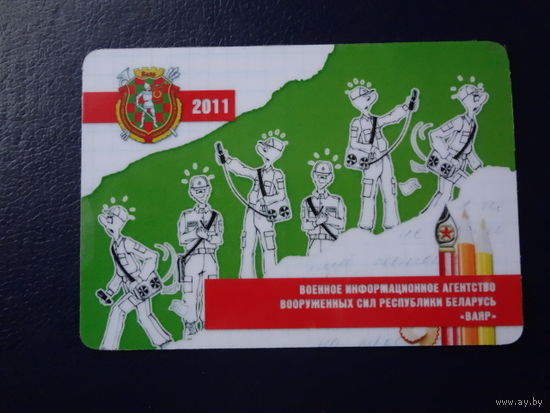 Ваяр
2011
ВОЕННОЕ ИНФОРМАЦИОННОЕ АГЕНТСТВО
ВООРУЖЕННЫХ СИЛ РЕСПУБЛИКИ БЕЛАРУСЬ
«ВАЯР»
www.ay.by